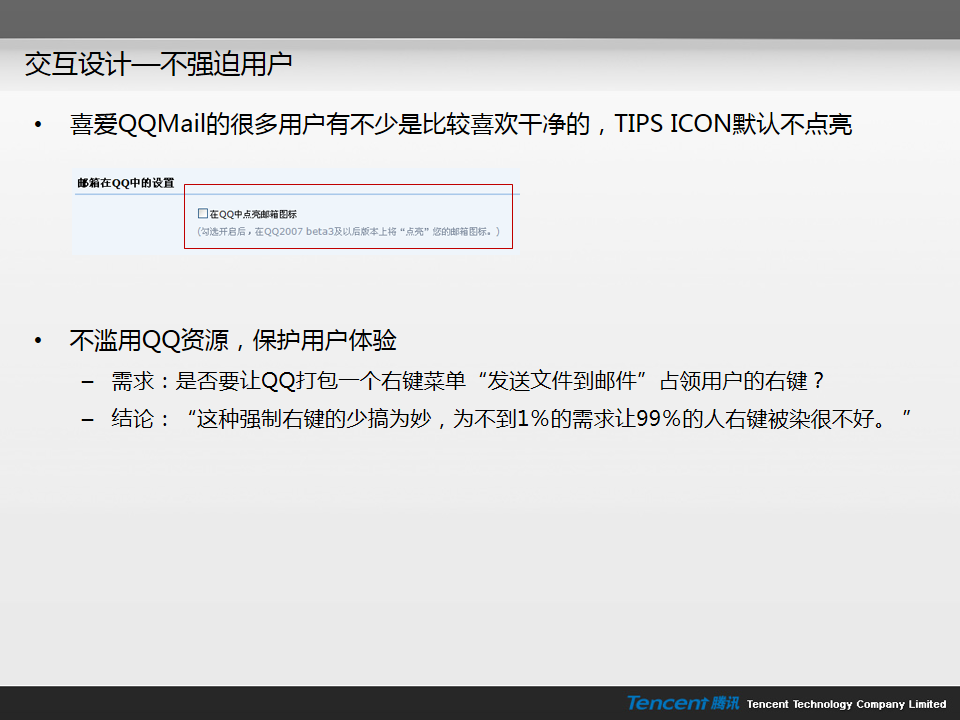 交互设计—不强迫用户
• 喜爱QQMail的很多用户有不少是比较喜欢干净的，TIPS ICON默认不点亮
邮箱在QQ中的设置
在QQ中点亮邮箱图标
(勾选开启后，在QQ2007 beta3及以后版本上将“点亮”您的邮箱图标。)
• 不滥用QQ资源，保护用户体验
– 需求：是否要让QQ打包一个右键菜单“发送文件到邮件”占领用户的右键？
– 结论：“这种强制右键的少搞为妙，为不到1%的需求让99%的人右键被染很不好。”
Tencent 腾讯 Tencent Technology Company Limited